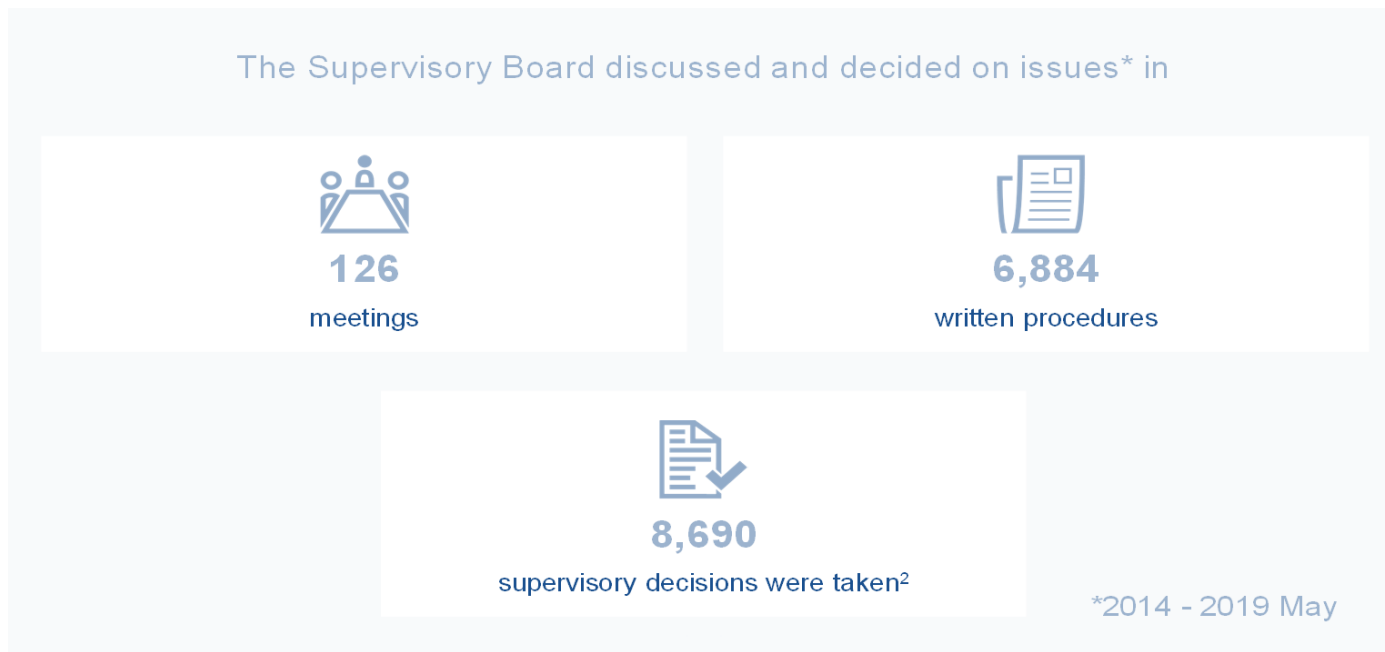 The Supervisory Board discussed and decided on issues* in
126
meetings
6,884
written procedures
8,690
supervisory decisions were taken²
*2014 - 2019 May